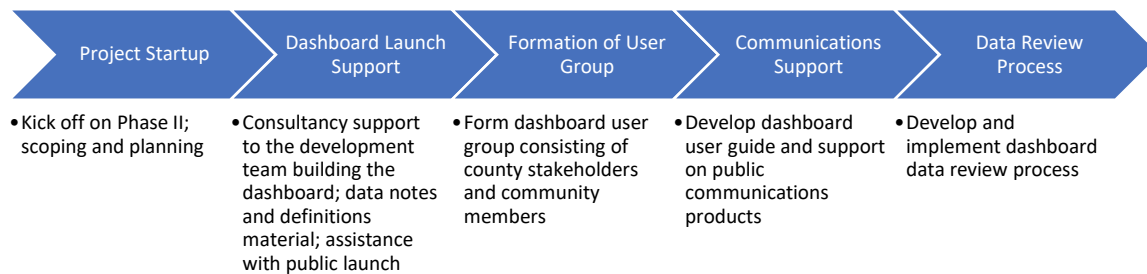 Project Startup
Dashboard Launch
Support
Formation of User
Group
Communications
Support
Data Review
Process
•Kick off on Phase II;
scoping and planning
•Consultancy support
to the development
team building the
dashboard; data notes
and definitions
material; assistance
with public launch
•Form dashboard user
group consisting of
county stakeholders
and community
members
•Develop dashboard
user guide and support
on public
communications
products
•Develop and
implement dashboard
data review process